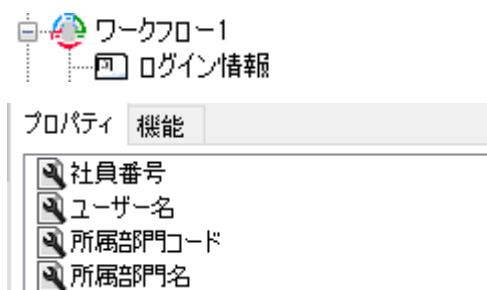 ワークフロー1
ログイン情報
プロパティ 機能
社員番号
ユーザー名
所属部門コード
所属部門名